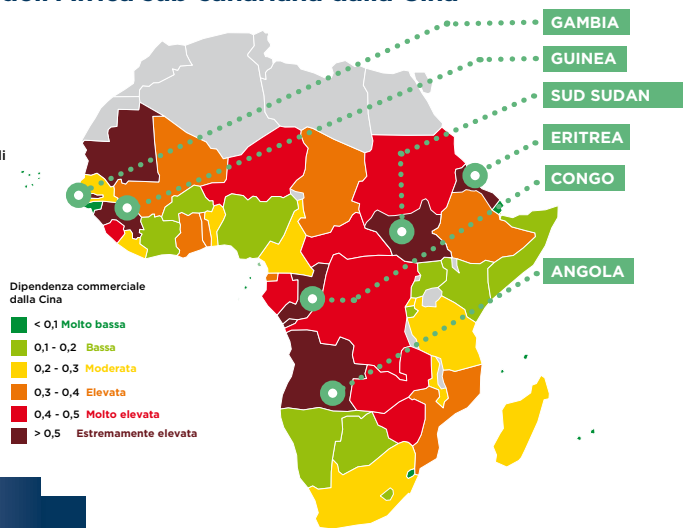 GAMBIA
GUINEA
SUD SUDAN
ERITREA
CONGO
ANGOLA
Dipendenza commerciale
dalla Cina
< 0,1 Molto bassa
0,1 - 0,2 Bassa
0,2 - 0,3 Moderata
0,3 - 0,4 Elevata
0,4 - 0,5 Molto elevata
> 0,5 Estremamente elevata